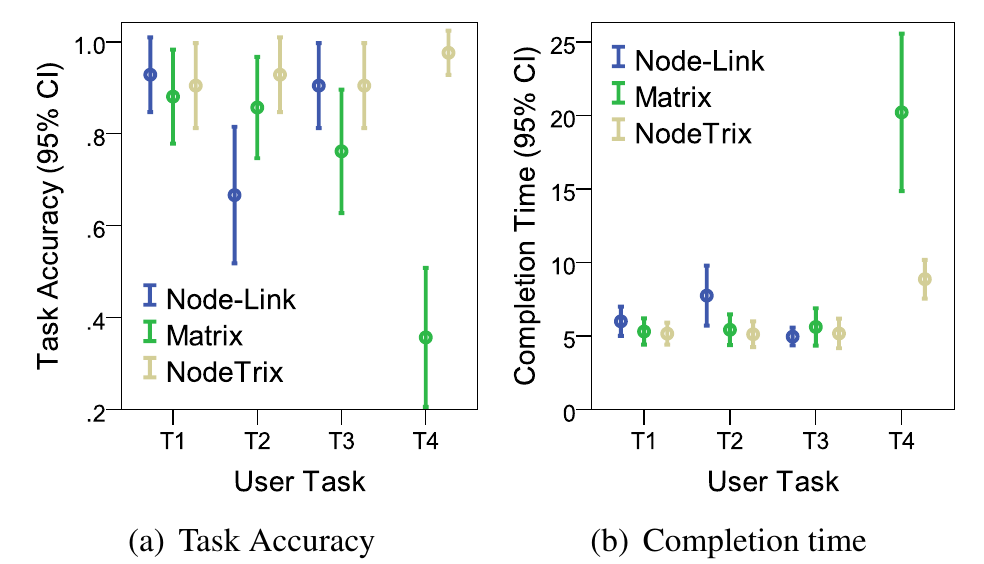 Task Accuracy (95% CI)
1.0
.8
.6
.4
.2
Node-Link
Matrix
NodeTrix
T1 T2 T3 T4
User Task
(a) Task Accuracy
Completion Time (95% CI)
25
20
15
10
5
0
Node-Link
Matrix
NodeTrix
T1 T2 T3 T4
User Task
(b) Completion time